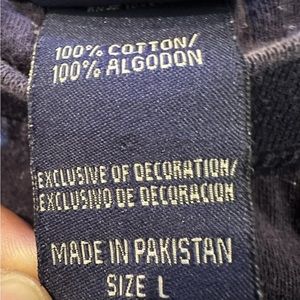 100% COTTON/
100% ALGODON
EXCLUSIVE OF DECORATION/
EXCLUSIVO DE DECORACION
MADE IN PAKISTAN
SIZE L